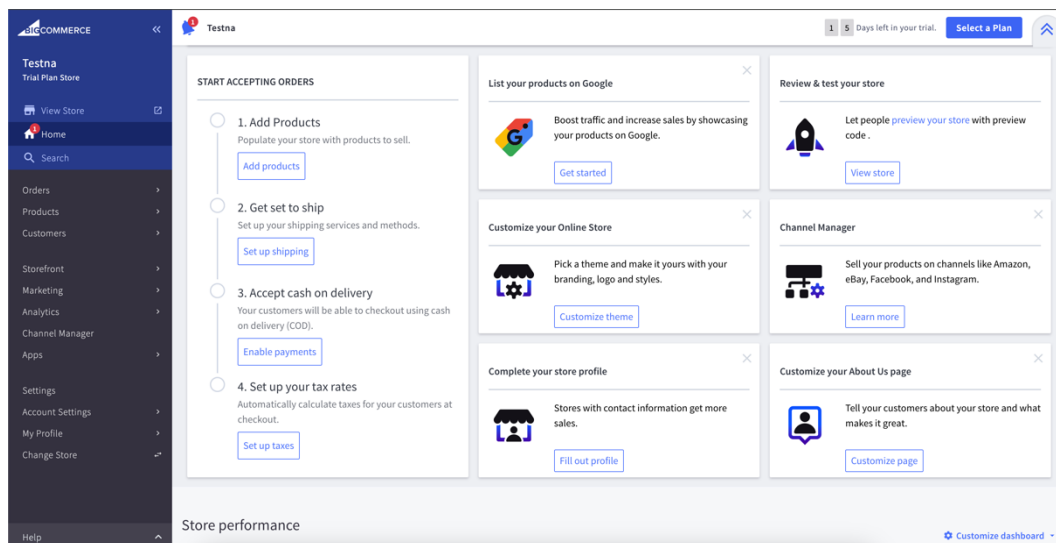 BIGCOMMERCE
Testna
Trial Plan Store
View Store
1
Home
Search
Orders
Products
Customers
Storefront
Marketing
Analytics
Channel Manager
Apps
Settings
Account Settings
My Profile
Change Store
Help
1
Testna
1 5 Days left in your trial.
Select a Plan
START ACCEPTING ORDERS
1. Add Products
Populate your store with products to sell.
Add products
2. Get set to ship
Set up your shipping services and methods.
Set up shipping
3. Accept cash on delivery
Your customers will be able to checkout using cash
on delivery (COD).
Enable payments
4. Set up your tax rates
Automatically calculate taxes for your customers at
checkout.
Set up taxes
List your products on Google
G
Boost traffic and increase sales by showcasing
your products on Google.
Get started
Review & test your store
Let people preview your store with preview
code .
View store
Customize your Online Store
Pick a theme and make it yours with your
branding, logo and styles.
Customize theme
Channel Manager
Sell your products on channels like Amazon,
eBay, Facebook, and Instagram.
Learn more
Complete your store profile
Stores with contact information get more
sales.
Fill out profile
Customize your About Us page
Tell your customers about your store and what
makes it great.
Customize page
Store performance
Customize dashboard